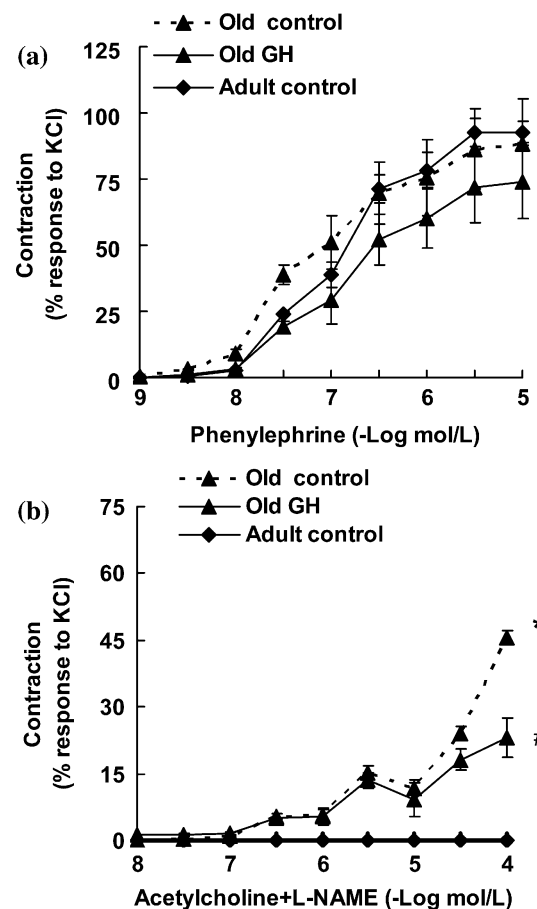 (a)
Old control
Old GH
Adult control
125
100
75
50
25
0
Contraction
(% response to KCl)
9 8 7 6 5
Phenylephrine (-Log mol/L)
(b)
Old control
Old GH
Adult control
75
60
45
30
15
0
Contraction
(% response to KCl)
*
8 7 6 5 4
Acetylcholine+L-NAME (-Log mol/L)